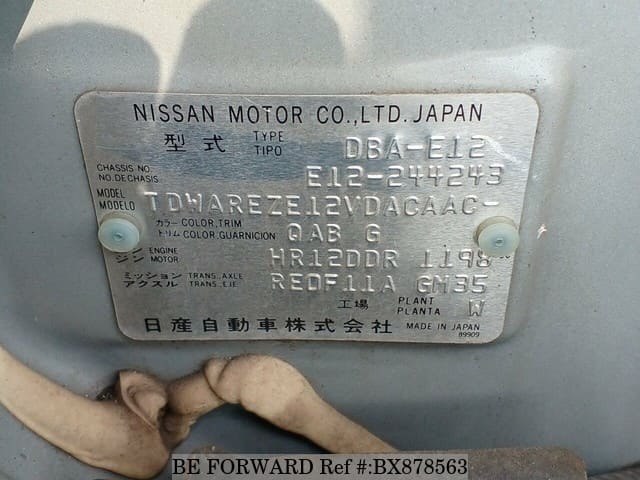 NISSAN MOTOR CO.,LTD. JAPAN
型式 TYPE TIPO DBA-E12
CHASSIS NO. NO.DE CHASIS E12-244243
MODEL MODELO TDWAREZE12VDACAAC-
カラー COLOR,TRIM
トリム COLOR,GUARNICION QAB G
ENGINE
ジン MOTOR HR12DDR 1198
ミッション TRANS.,AXLE
アクスル TRANS.,EJE RE0F11A GM35
工場 PLANT PLANTA W
日産自動車株式会社 MADE IN JAPAN
89909
BE FORWARD Ref #:BX878563